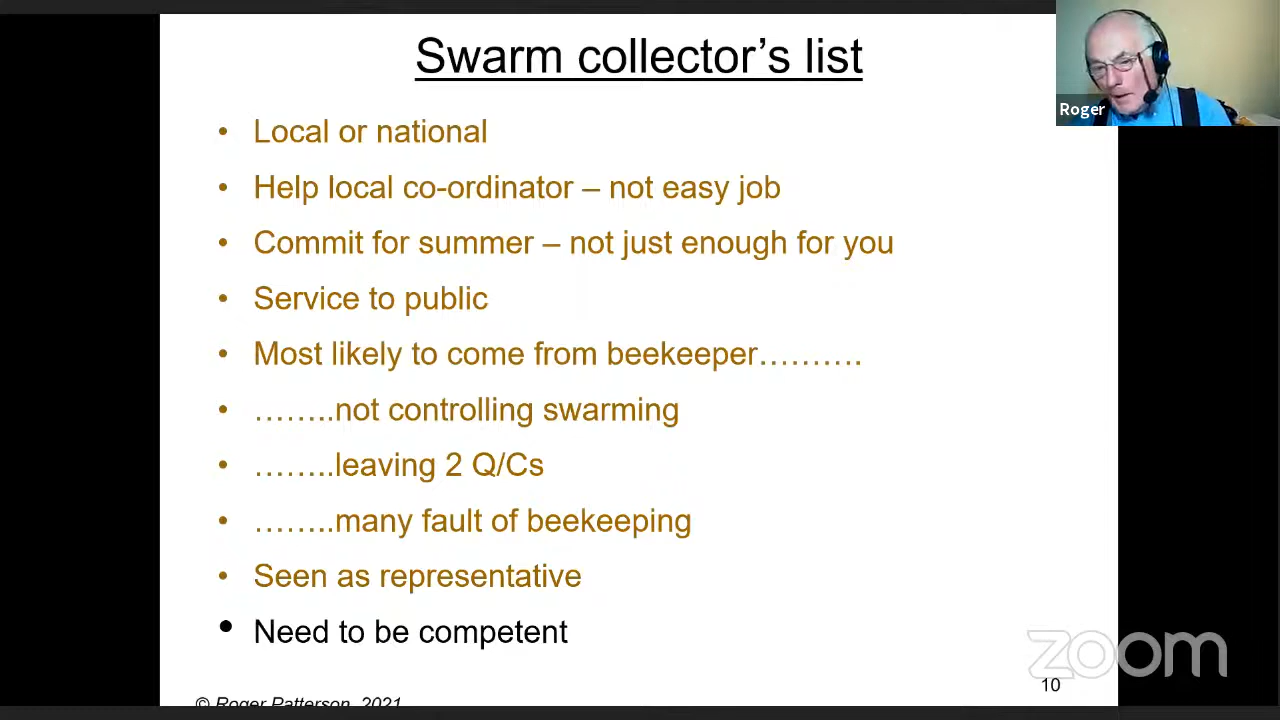 Swarm collector’s list
Roger
• Local or national
• Help local co-ordinator – not easy job
• Commit for summer – not just enough for you
• Service to public
• Most likely to come from beekeeper……….
• ……..not controlling swarming
• ……..leaving 2 Q/Cs
• ……..many fault of beekeeping
• Seen as representative
• Need to be competent
zoom
10
© Roger Patterson, 2021